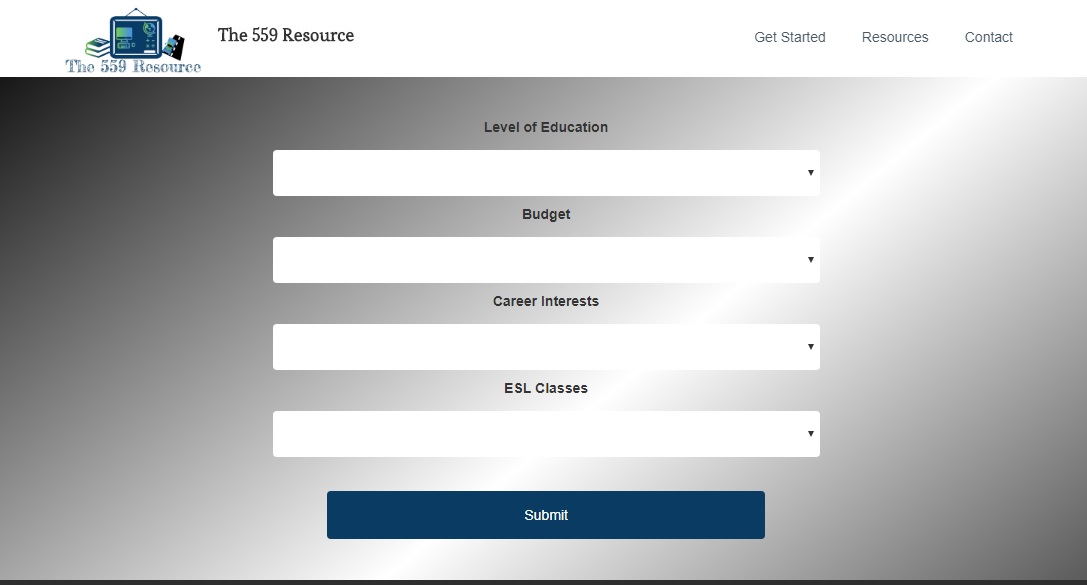 The 559 Resource
The 559 Resource
Get Started
Resources
Contact
Level of Education
Budget
Career Interests
ESL Classes
Submit